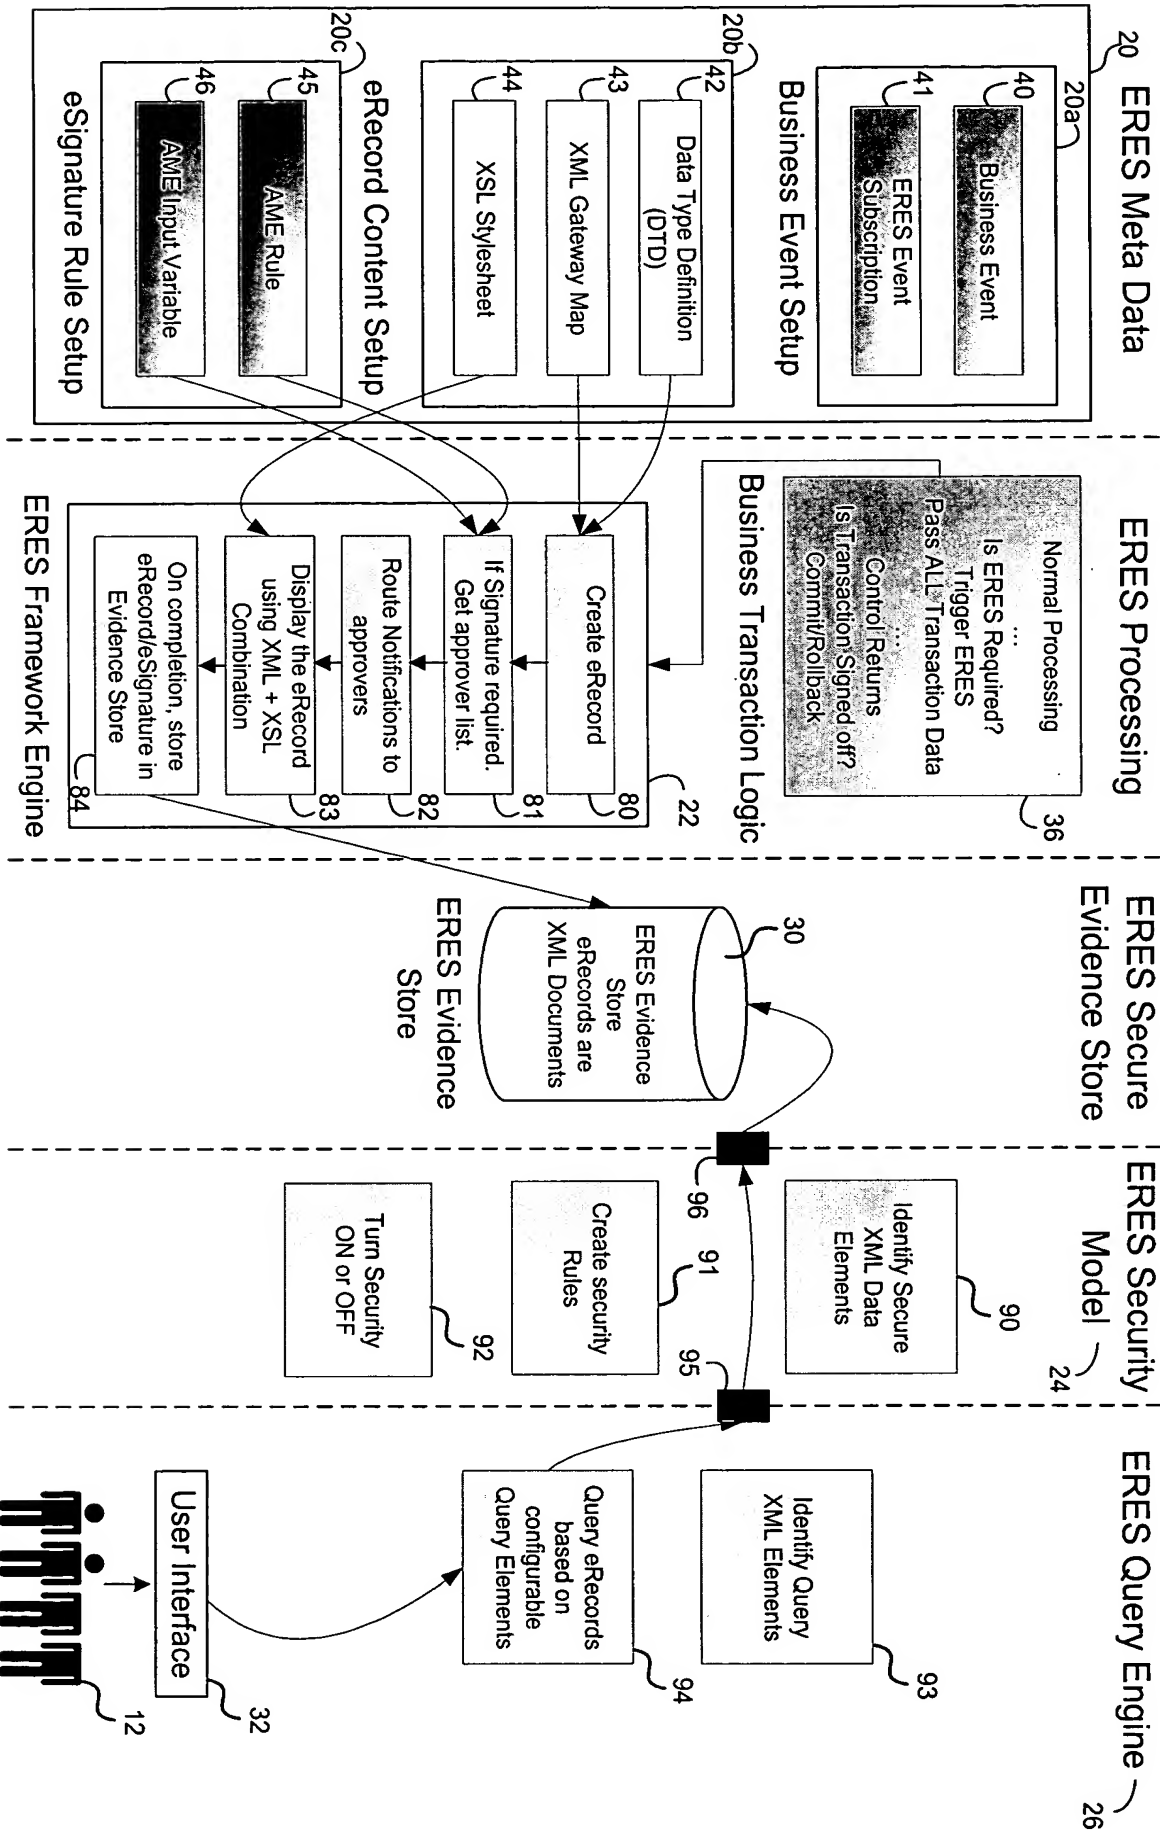 20
ERES Meta Data
20a
40
Business Event
41
ERES Event
Subscription
Business Event Setup
20b
42
Data Type Definition
(DTD)
43
XML Gateway Map
44
XSL Stylesheet
eRecord Content Setup
20c
45
AME Rule
46
AME Input Variable
eSignature Rule Setup
ERES Processing
36
Normal Processing
...
Is ERES Required?
Trigger ERES
Pass ALL Transaction Data
...
Control Returns
Is Transaction Signed off?
Commit/Rollback
Business Transaction Logic
22
Create eRecord
80
If Signature required.
Get approver list.
81
Route Notifications to
approvers
82
Display the eRecord
using XML + XSL
Combination
83
On completion, store
eRecord/eSignature in
Evidence Store
84
ERES Framework Engine
ERES Secure
Evidence Store
30
ERES Evidence
Store
eRecords are
XML Documents
ERES Evidence
Store
ERES Security
Model
24
Identify Secure
XML Data
Elements
90
96
95
Create security
Rules
91
Turn Security
ON or OFF
92
ERES Query Engine
26
Identify Query
XML Elements
93
Query eRecords
based on
configurable
Query Elements
94
User Interface
32
12